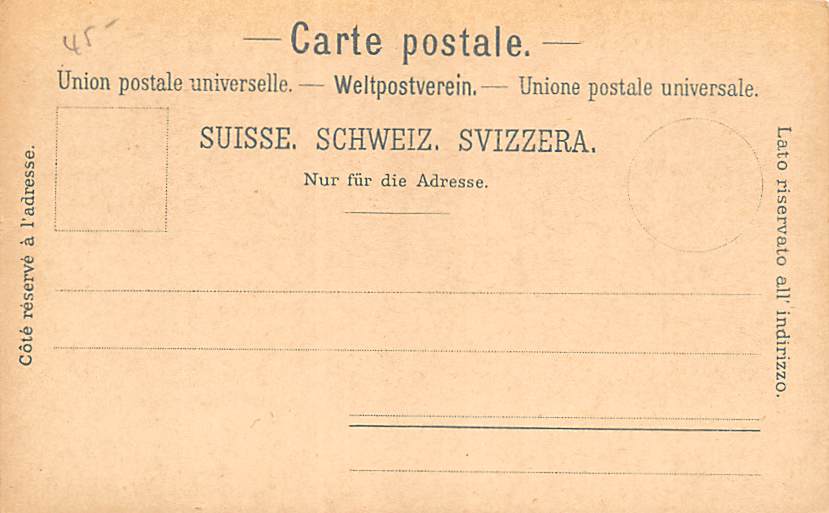 45-
— Carte postale. —
Union postale universelle. — Weltpostverein. — Unione postale universale.
SUISSE. SCHWEIZ. SVIZZERA.
Nur für die Adresse.
Côté réservé à l'adresse.
Lato riservato all' indirizzo.